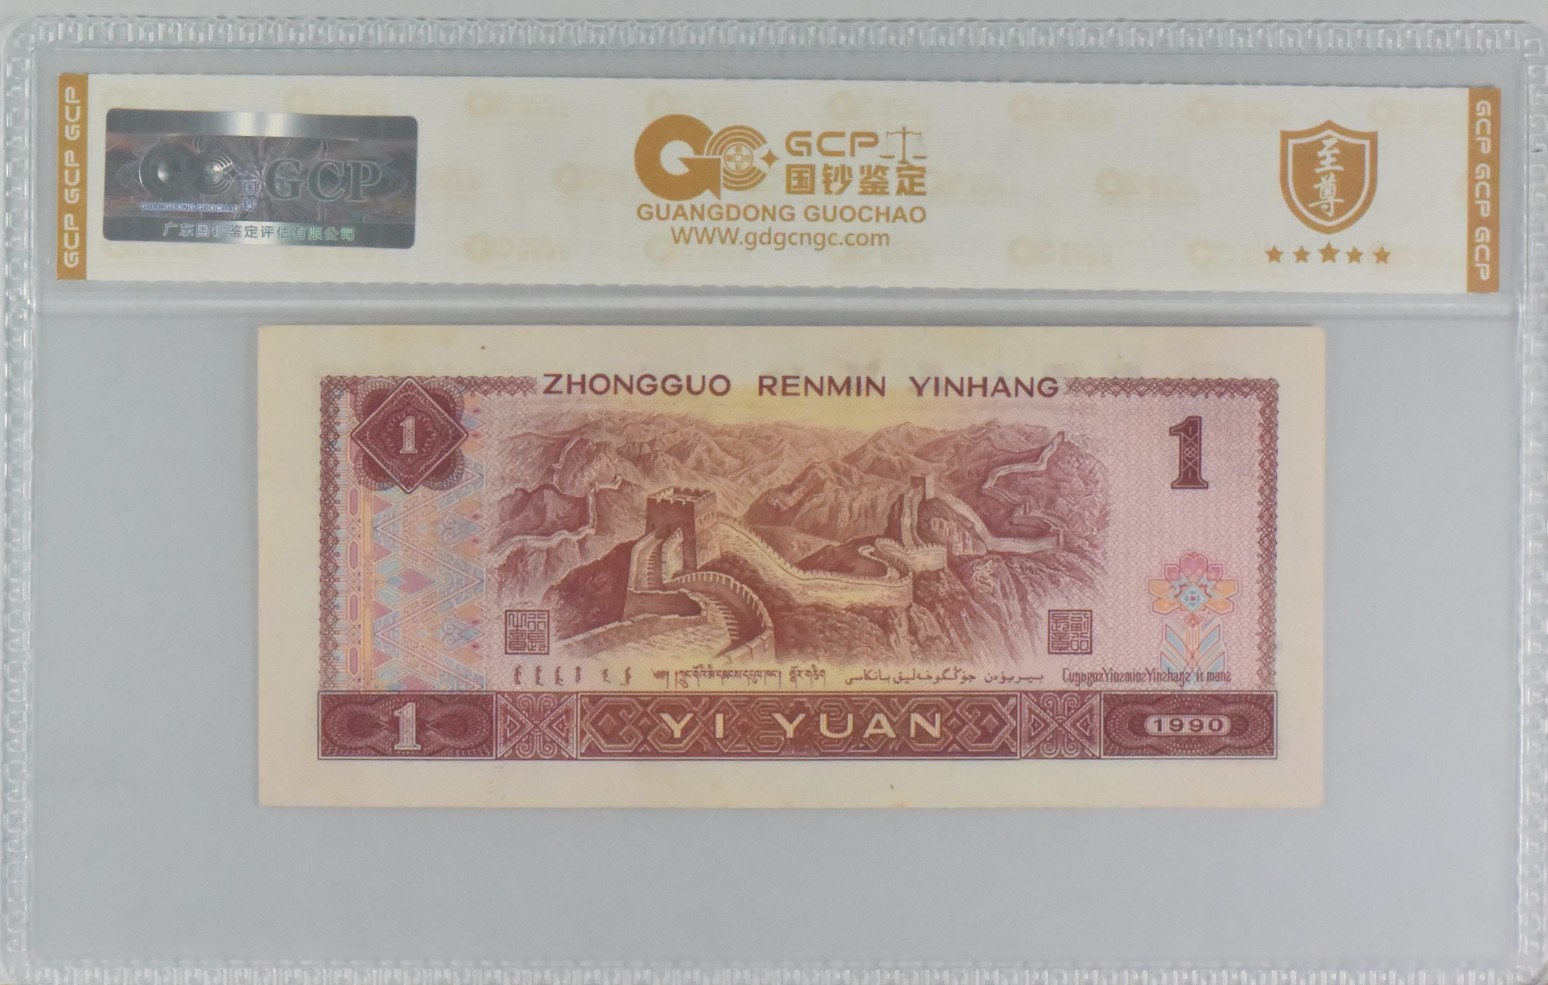 GCP GCP GCP
GCP
GUANGDONG GUOCHAO
国钞
广东国钞鉴定评估有限公司
GCP
国钞鉴定
GUANGDONG GUOCHAO
WWW.gdgcngc.com
至尊
GCP GCP GCP
ZHONGGUO RENMIN YINHANG
1
1
1
YI YUAN
1990